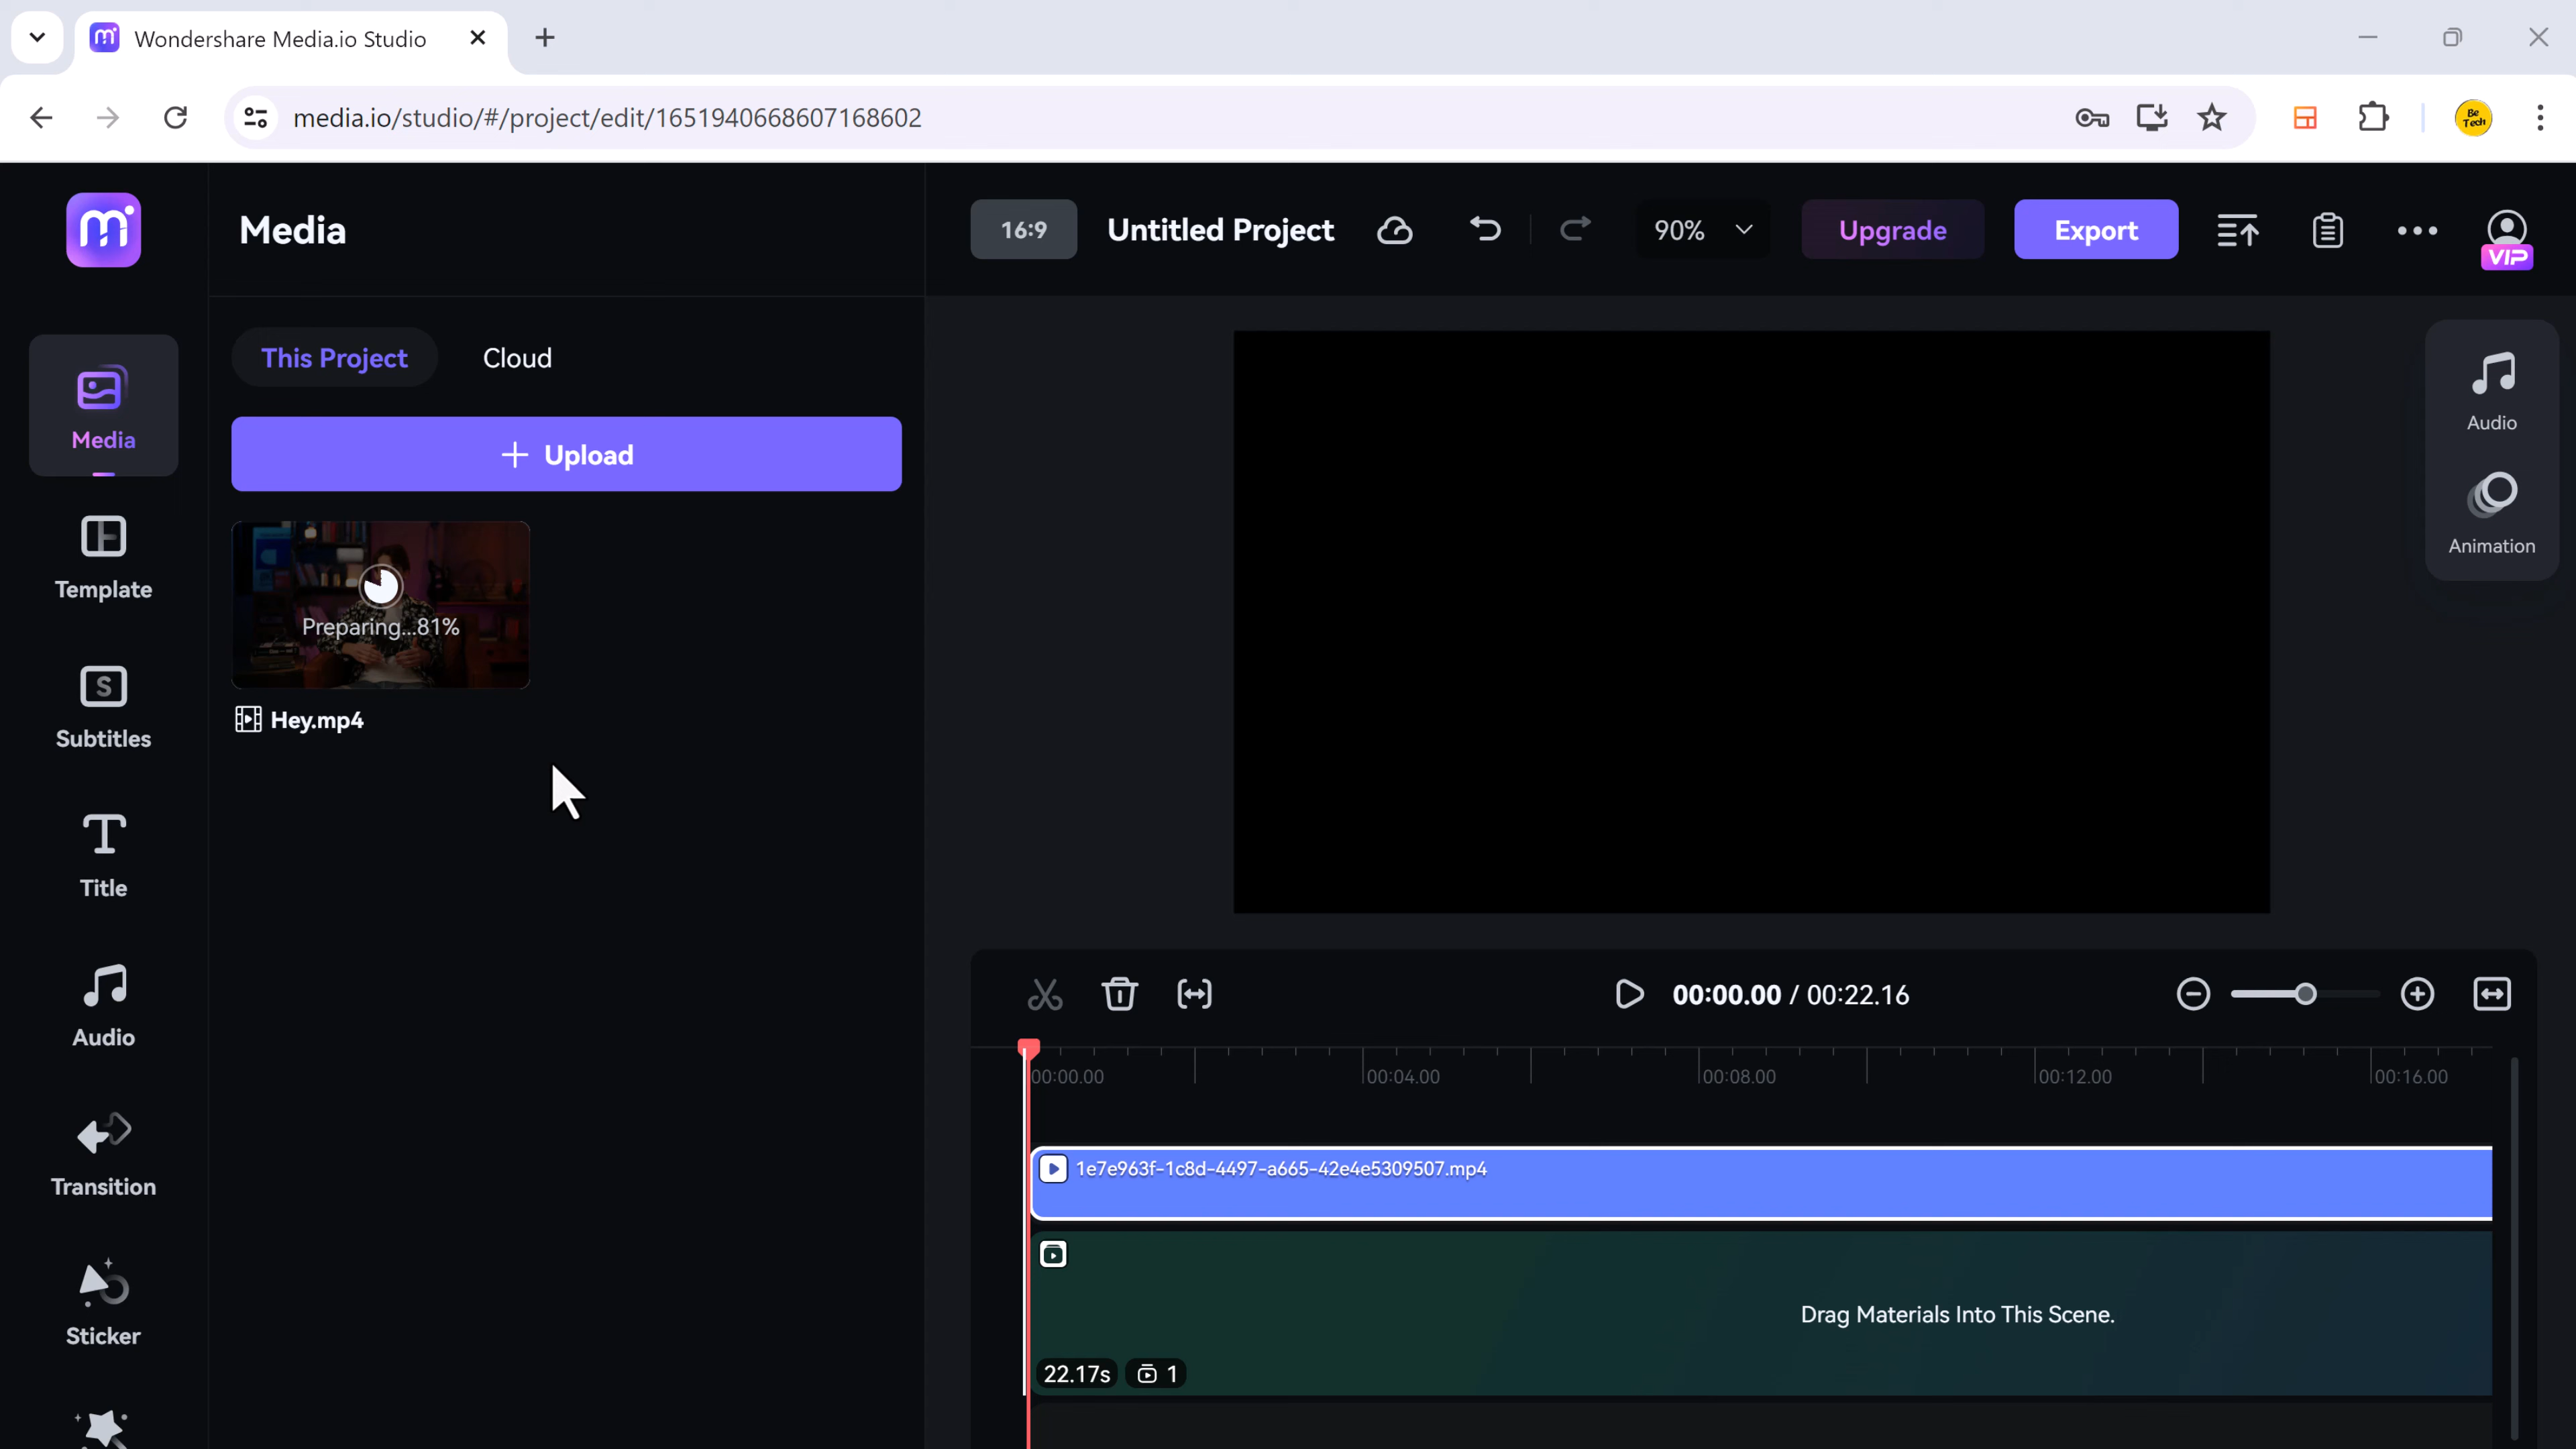 Wondershare Media.io Studio
media.io/studio/#/project/edit/1651940668607168602
Be
Tech
Media
16:9
Untitled Project
90%
Upgrade
Export
VIP
Media
This Project
Cloud
Upload
Preparing...81%
Hey.mp4
Template
Subtitles
Title
Audio
Transition
Sticker
Audio
Animation
00:00.00 / 00:22.16
00:00.00
00:04.00
00:08.00
00:12.00
00:16.00
1e7e963f-1c8d-4497-a665-42e4e5309507.mp4
Drag Materials Into This Scene.
22.17s
1